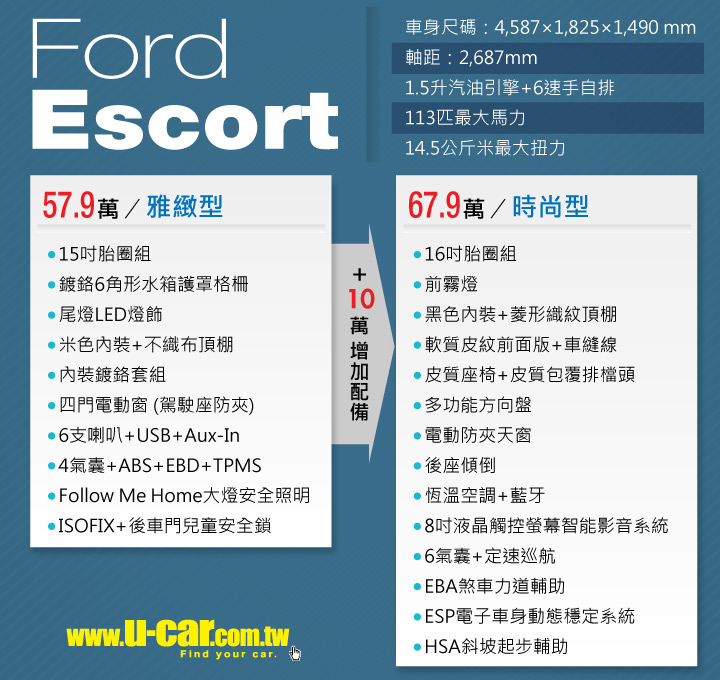 Ford
Escort
車身尺碼：4,587×1,825×1,490 mm
軸距：2,687mm
1.5升汽油引擎+6速手自排
113匹最大馬力
14.5公斤米最大扭力
57.9萬／雅緻型
•15吋胎圈組
•鍍鉻6角形水箱護罩格柵
•尾燈LED燈飾
•米色內裝+不織布頂棚
•內裝鍍鉻套組
•四門電動窗 (駕駛座防夾)
•6支喇叭+USB+Aux-In
•4氣囊+ABS+EBD+TPMS
•Follow Me Home大燈安全照明
•ISOFIX+後車門兒童安全鎖
+
10
萬
增
加
配
備
67.9萬／時尚型
•16吋胎圈組
•前霧燈
•黑色內裝+菱形織紋頂棚
•軟質皮紋前面版+車縫線
•皮質座椅+皮質包覆排檔頭
•多功能方向盤
•電動防夾天窗
•後座傾倒
•恆溫空調+藍牙
•8吋液晶觸控螢幕智能影音系統
•6氣囊+定速巡航
•EBA煞車力道輔助
•ESP電子車身動態穩定系統
•HSA斜坡起步輔助
www.u-car.com.tw
Find your car.